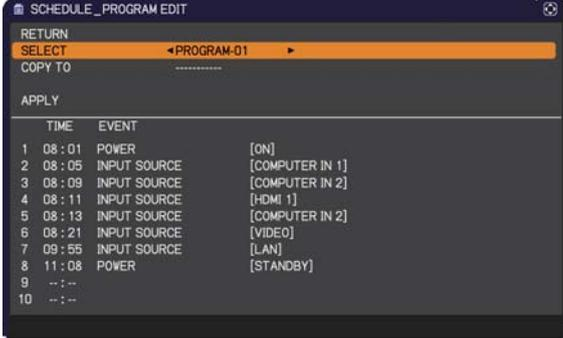 SCHEDULE_PROGRAM EDIT
RETURN
SELECT ◄PROGRAM-01 ►
COPY TO -----------
APPLY
TIME EVENT
1 08 : 01 POWER [ON]
2 08 : 05 INPUT SOURCE [COMPUTER IN 1]
3 08 : 09 INPUT SOURCE [COMPUTER IN 2]
4 08 : 11 INPUT SOURCE [HDMI 1]
5 08 : 13 INPUT SOURCE [COMPUTER IN 2]
6 08 : 21 INPUT SOURCE [VIDEO]
7 09 : 55 INPUT SOURCE [LAN]
8 11 : 08 POWER [STANDBY]
9 -- : --
10 -- : --